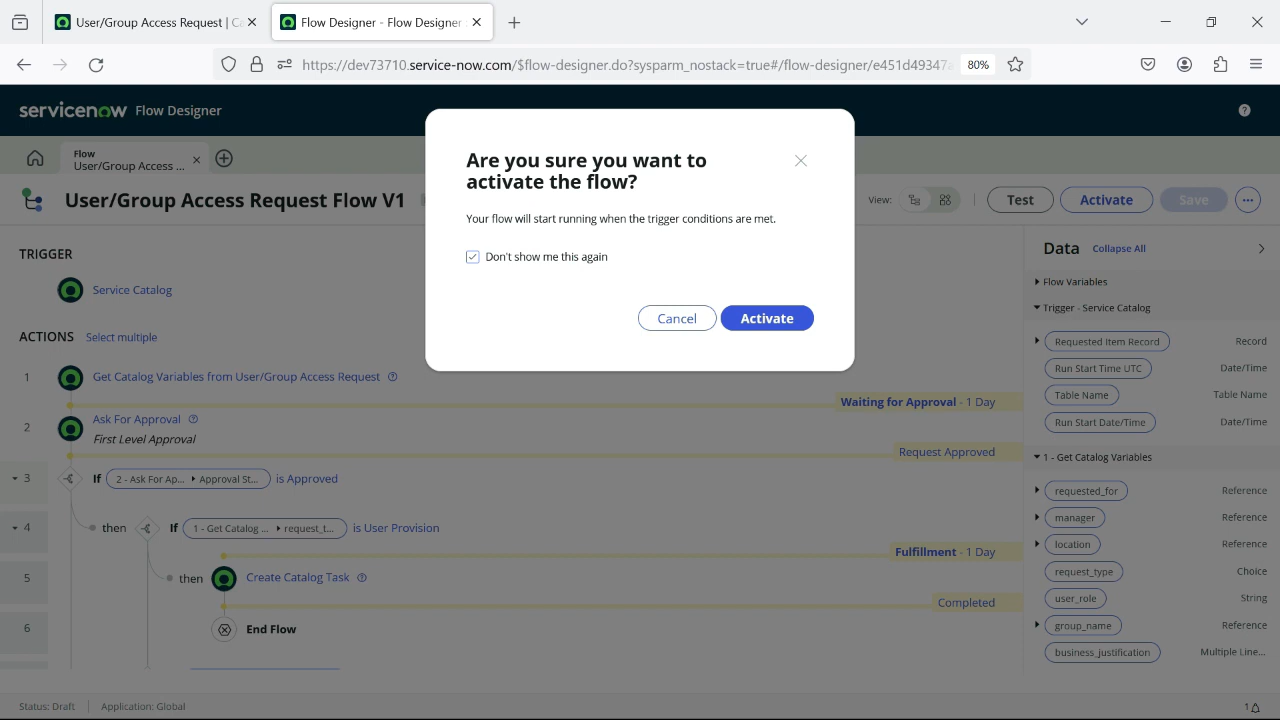 User/Group Access Request | Ca
Flow Designer - Flow Designer
https://dev73710.service-now.com/$flow-designer.do?sysparm_nostack=true#/flow-designer/e451d49347a
80%
servicenow Flow Designer
Flow
User/Group Access ...
User/Group Access Request Flow V1
View:
Test
Activate
Save
Are you sure you want to
activate the flow?
Your flow will start running when the trigger conditions are met.
Don't show me this again
Cancel
Activate
TRIGGER
Service Catalog
ACTIONS Select multiple
1 Get Catalog Variables from User/Group Access Request
Waiting for Approval - 1 Day
2 Ask For Approval
First Level Approval
Request Approved
3 If 2 - Ask For Ap... Approval St... is Approved
4 then If 1 - Get Catalog ... request_t... is User Provision
Fulfillment - 1 Day
5 then Create Catalog Task
Completed
6 End Flow
Data Collapse All
Flow Variables
Trigger - Service Catalog
Requested Item Record Record
Run Start Time UTC Date/Time
Table Name Table Name
Run Start Date/Time Date/Time
1 - Get Catalog Variables
requested_for Reference
manager Reference
location Reference
request_type Choice
user_role String
group_name Reference
business_justification Multiple Line...
Status: Draft Application: Global
1